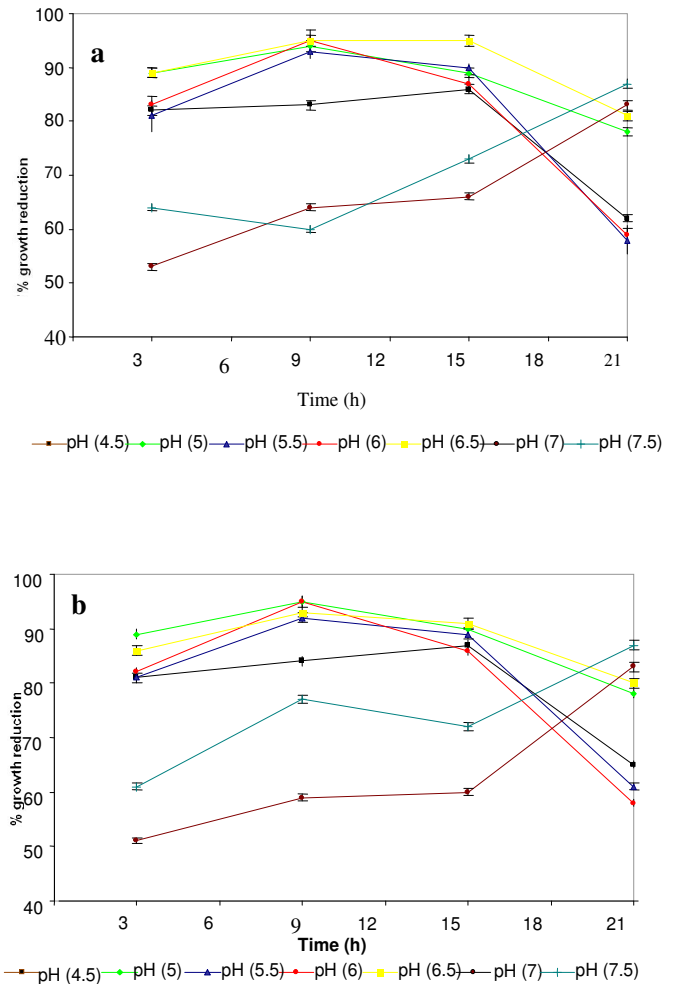 a
100
90
80
70
60
50
40
% growth reduction
3 6 9 12 15 18 21
Time (h)
pH (4.5) pH (5) pH (5.5) pH (6) pH (6.5) pH (7) pH (7.5)
b
100
90
80
70
60
50
40
% growth reduction
3 6 9 12 15 18 21
Time (h)
pH (4.5) pH (5) pH (5.5) pH (6) pH (6.5) pH (7) pH (7.5)